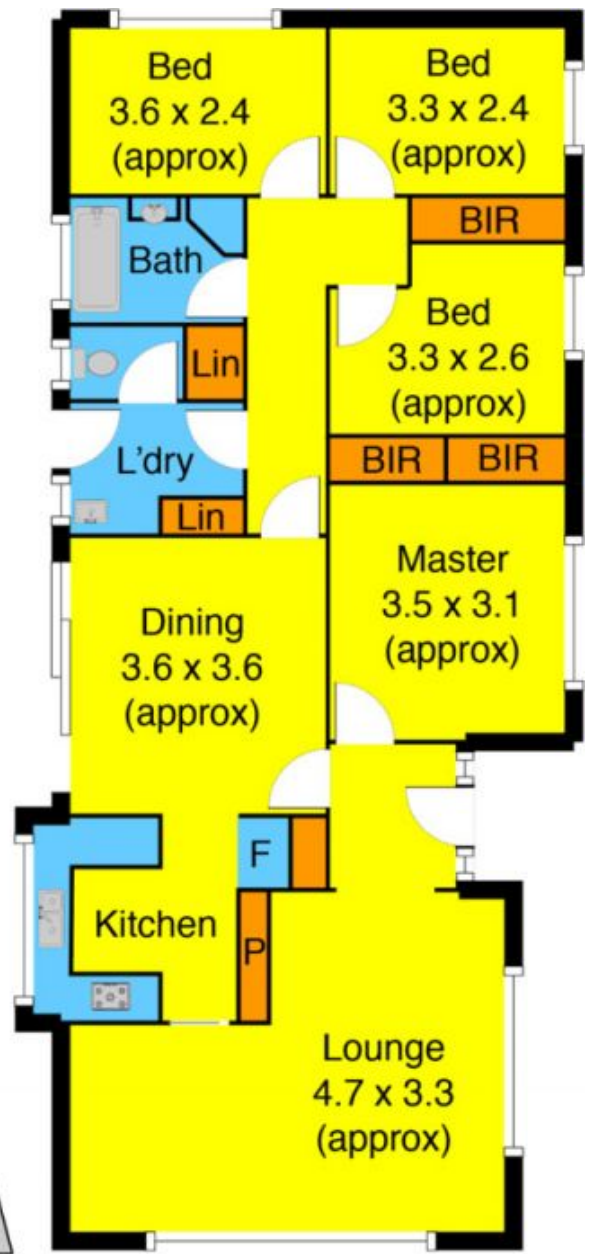 Bed
3.6 x 2.4
(approx)
Bed
3.3 x 2.4
(approx)
BIR
Bath
Bed
3.3 x 2.6
(approx)
Lin
L'dry
BIR
BIR
Lin
Master
3.5 x 3.1
(approx)
Dining
3.6 x 3.6
(approx)
F
Kitchen
P
Lounge
4.7 x 3.3
(approx)